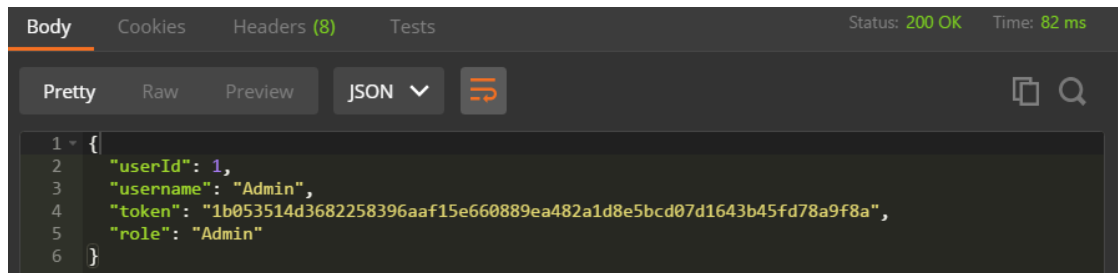 Body Cookies Headers (8) Tests Status: 200 OK Time: 82 ms
Pretty Raw Preview JSON
1 {
2 "userId": 1,
3 "username": "Admin",
4 "token": "1b053514d3682258396aaf15e660889ea482a1d8e5bcd07d1643b45fd78a9f8a",
5 "role": "Admin"
6 }